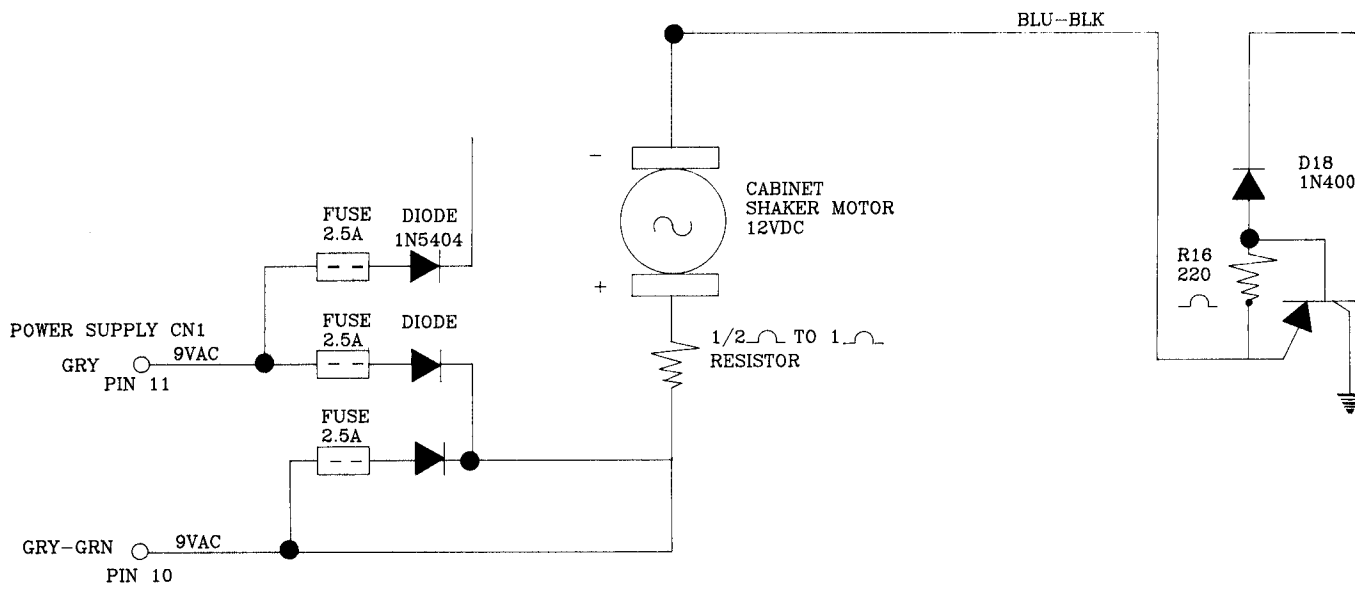 BLU-BLK
D18
1N400
-
CABINET
SHAKER MOTOR
12VDC
FUSE
2.5A
DIODE
1N5404
R16
220
+
POWER SUPPLY CN1
FUSE
2.5A
DIODE
1/2 TO 1
RESISTOR
GRY
9VAC
PIN 11
FUSE
2.5A
GRY-GRN
9VAC
PIN 10